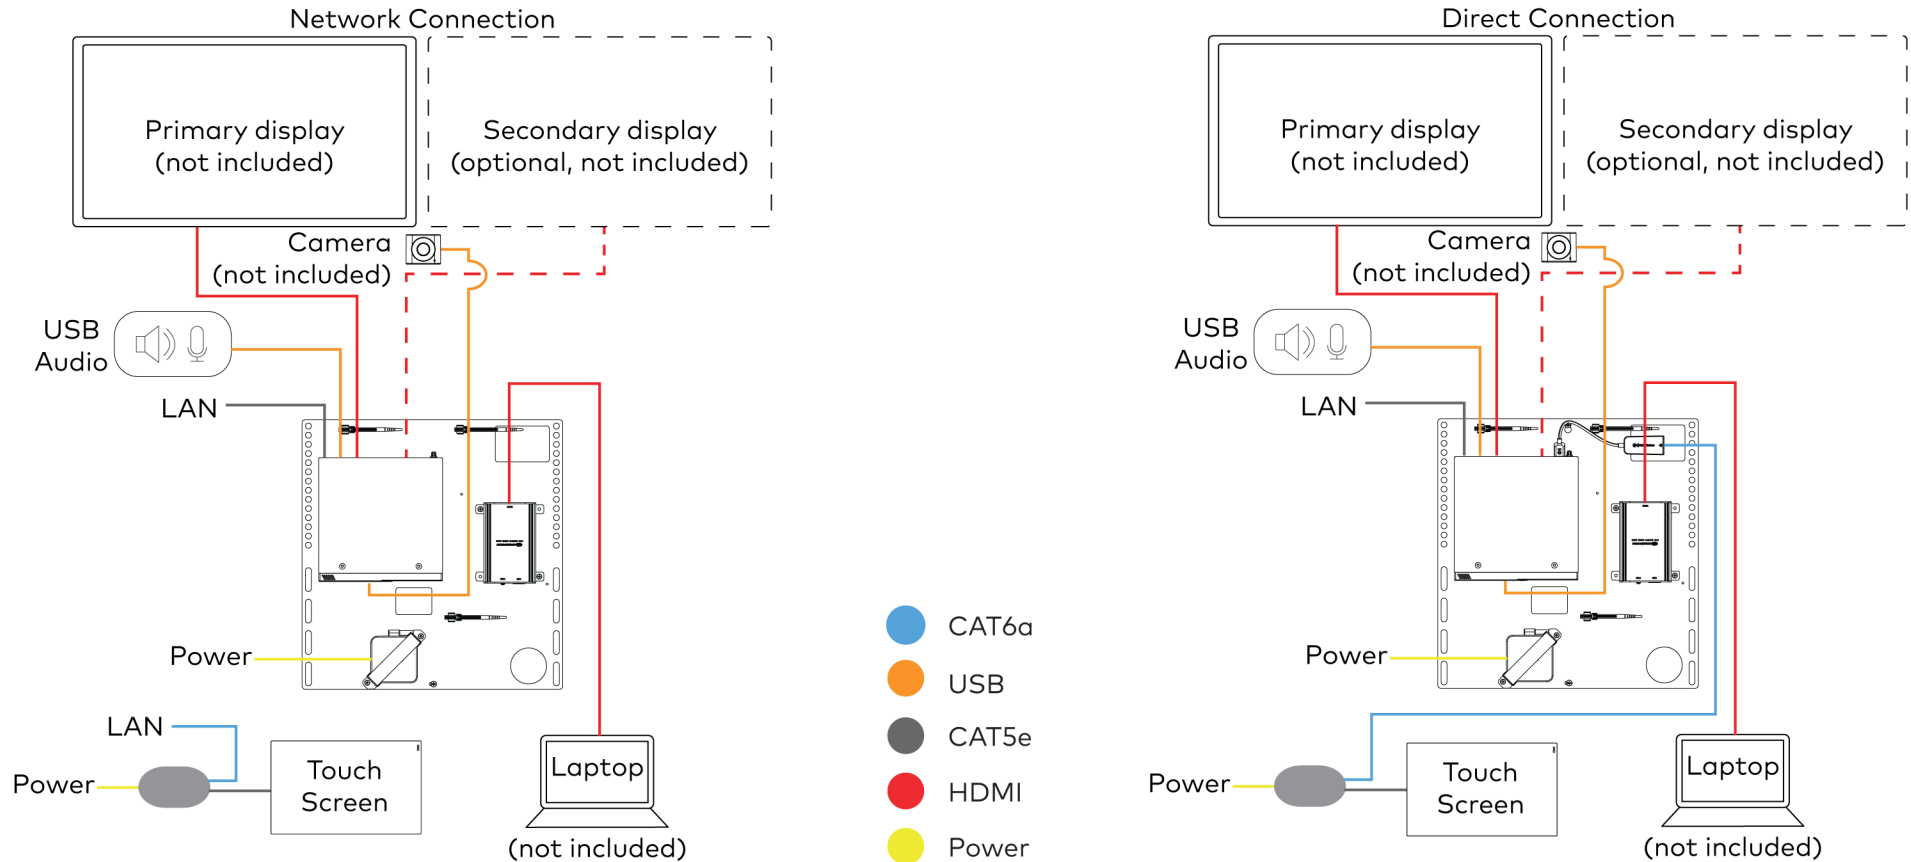 Network Connection
Primary display
(not included)
Secondary display
(optional, not included)
Camera
(not included)
USB
Audio
LAN
Power
LAN
Power
Touch
Screen
Laptop
(not included)
CAT6a
USB
CAT5e
HDMI
Power
Direct Connection
Primary display
(not included)
Secondary display
(optional, not included)
Camera
(not included)
USB
Audio
LAN
Power
Power
Touch
Screen
Laptop
(not included)